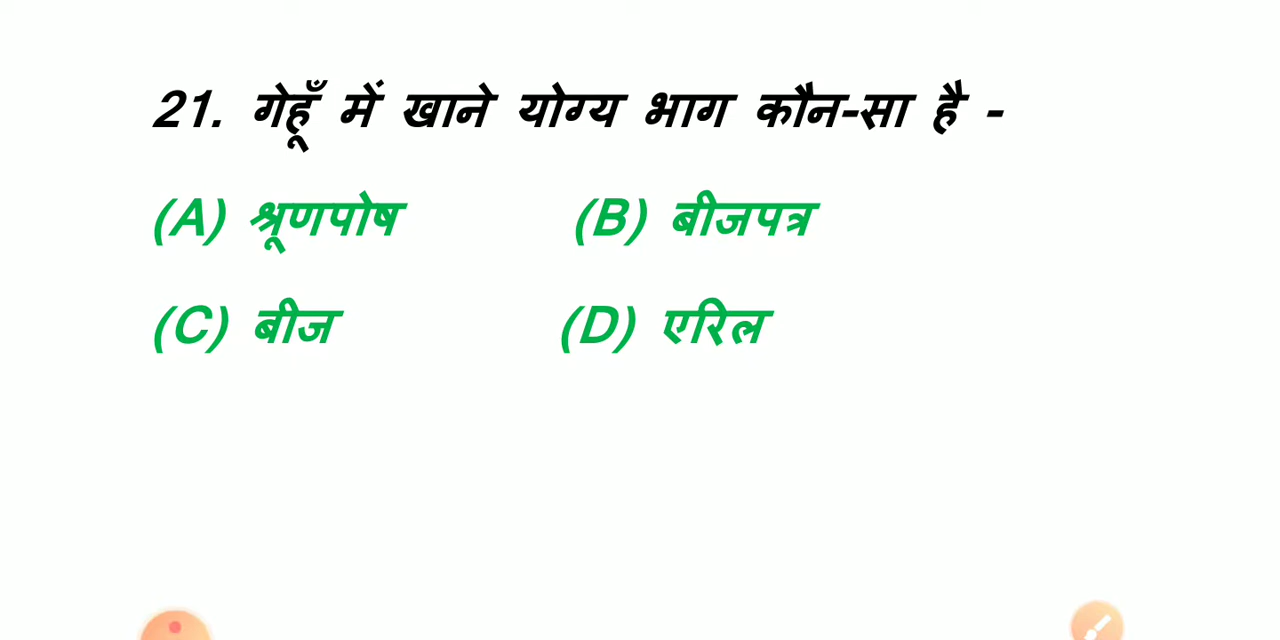 21. गेहूँ में खाने योग्य भाग कौन-सा है -
(A) श्रूणपोष (B) बीजपत्र
(C) बीज (D) एरिल